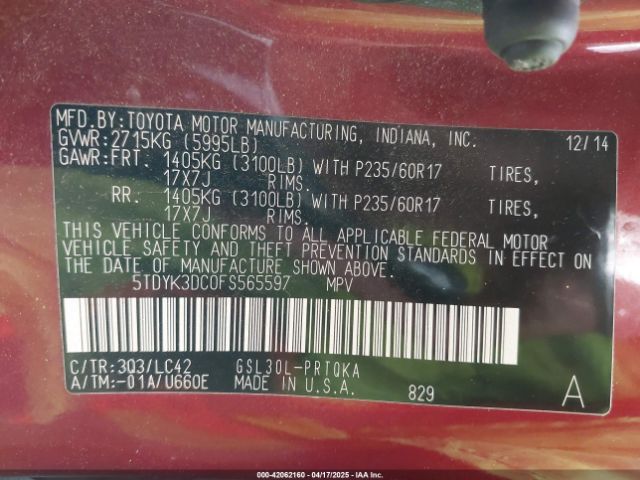 MFD.BY:TOYOTA MOTOR MANUFACTURING, INDIANA, INC. 12/14
GVWR:2715KG (5995LB)
GAWR:FRT. 1405KG (3100LB) WITH P235/60R17 TIRES,
17X7J RIMS.
RR. 1405KG (3100LB) WITH P235/60R17 TIRES,
17X7J RIMS.
THIS VEHICLE CONFORMS TO ALL APPLICABLE FEDERAL MOTOR
VEHICLE SAFETY AND THEFT PREVENTION STANDARDS IN EFFECT ON
THE DATE OF MANUFACTURE SHOWN ABOVE.
5TDYK3DC0FS565597 MPV
C/TR:3Q3/LC42 GSL30L-PRTQKA
A/TM:-01A/U660E MADE IN U.S.A. 829 A
000-42062160 - 04/17/2025 - IAAI.COM